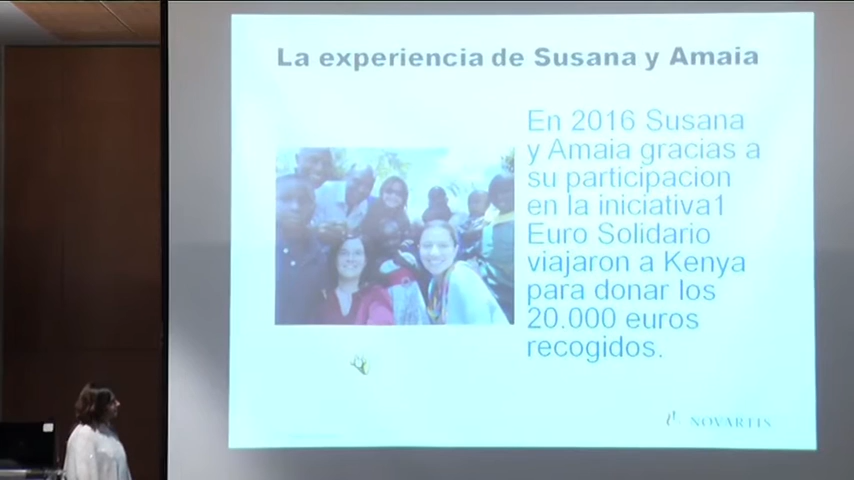 La experiencia de Susana y Amaia
En 2016 Susana
y Amaia gracias a
su participacion
en la iniciativa1
Euro Solidario
viajaron a Kenya
para donar los
20.000 euros
recogidos.
NOVARTIS